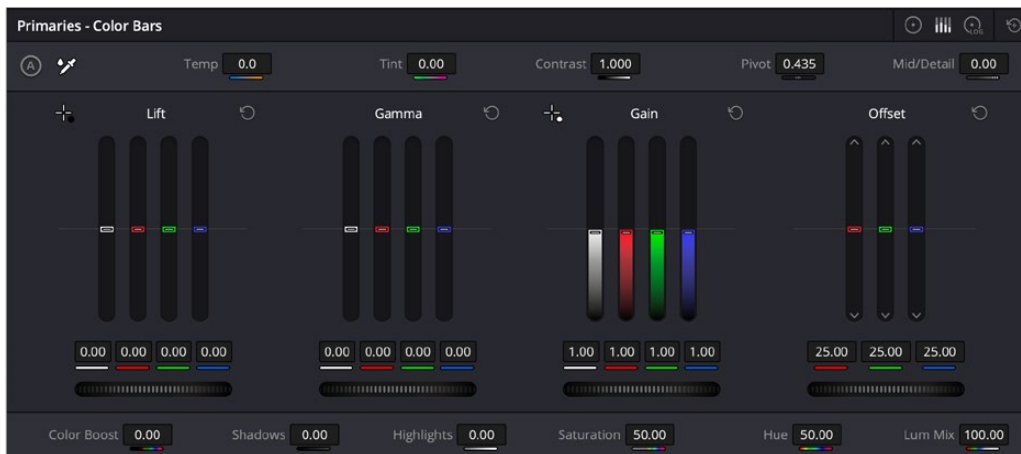 Primaries - Color Bars
LOG
A Temp 0.0 Tint 0.00 Contrast 1.000 Pivot 0.435 Mid/Detail 0.00
Lift Gamma Gain Offset
0.00 0.00 0.00 0.00 0.00 0.00 0.00 0.00 1.00 1.00 1.00 1.00 25.00 25.00 25.00
Color Boost 0.00 Shadows 0.00 Highlights 0.00 Saturation 50.00 Hue 50.00 Lum Mix 100.00